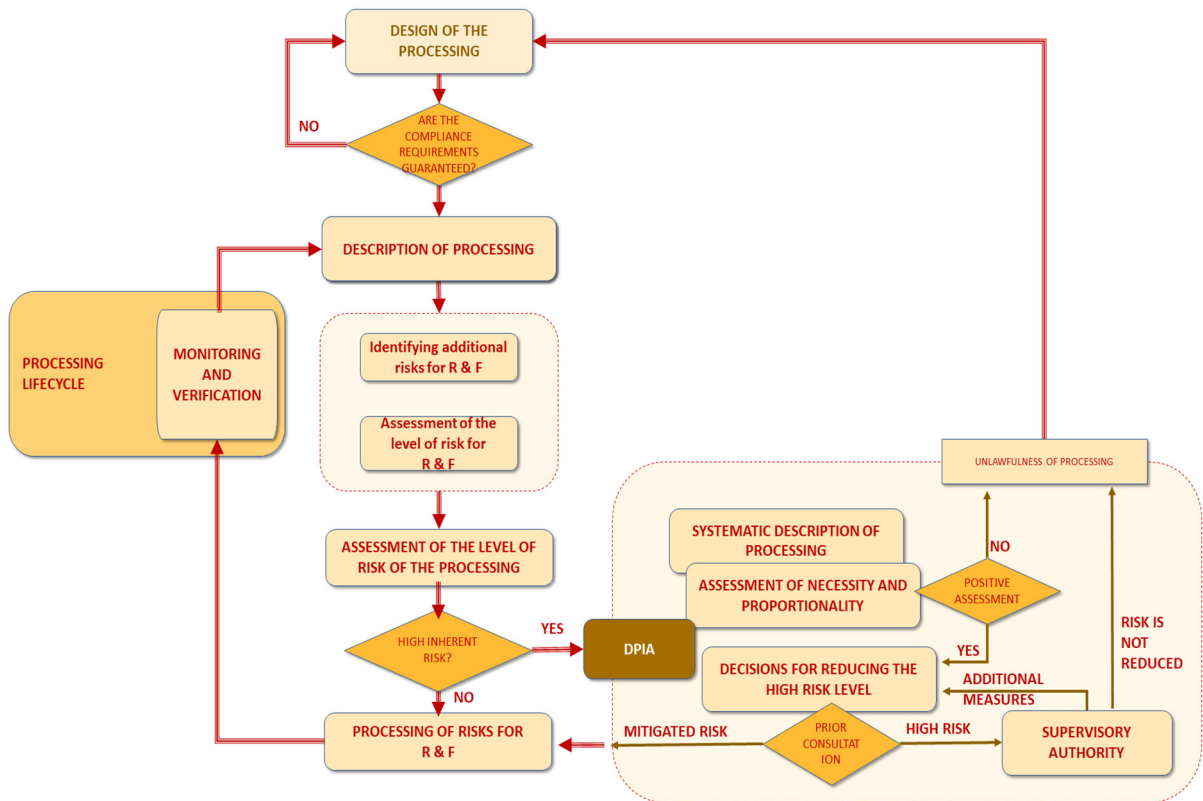 DESIGN OF THE
PROCESSING
NO
ARE THE
COMPLIANCE
REQUIREMENTS
GUARANTEED?
DESCRIPTION OF PROCESSING
PROCESSING
LIFECYCLE
MONITORING
AND
VERIFICATION
Identifying additional
risks for R & F
Assessment of the
level of risk for
R & F
ASSESSMENT OF THE LEVEL OF
RISK OF THE PROCESSING
HIGH INHERENT
RISK?
YES
NO
PROCESSING OF RISKS FOR
R & F
DPIA
UNLAWFULNESS OF PROCESSING
SYSTEMATIC DESCRIPTION OF
PROCESSING
NO
ASSESSMENT OF NECESSITY AND
PROPORTIONALITY
POSITIVE
ASSESSMENT
RISK IS
NOT
REDUCED
YES
DECISIONS FOR REDUCING THE
HIGH RISK LEVEL
ADDITIONAL
MEASURES
MITIGATED RISK
PRIOR
CONSULTAT
ION
HIGH RISK
SUPERVISORY
AUTHORITY